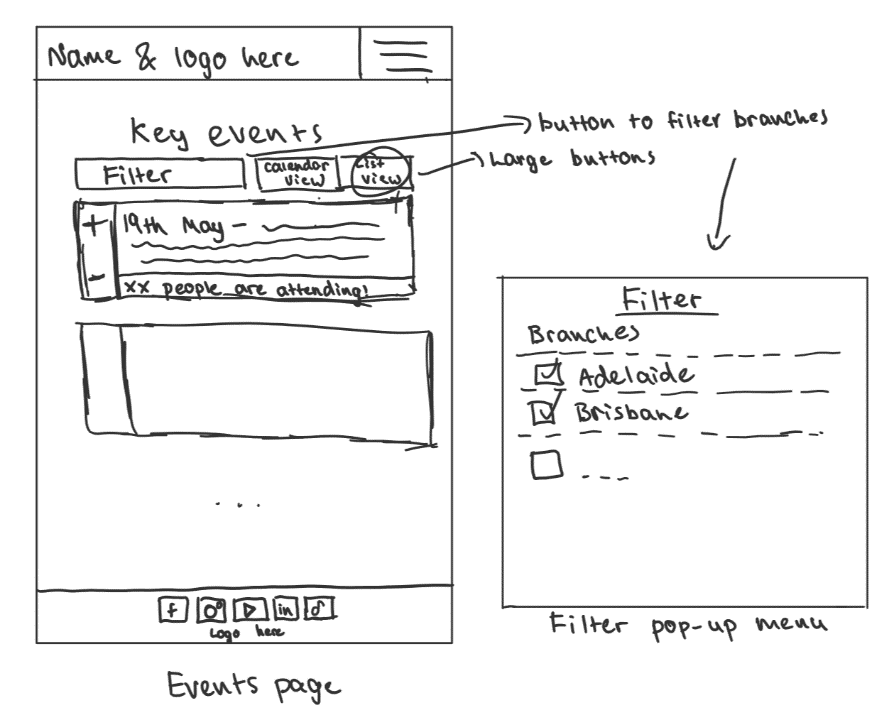 Name & logo here
Key events
button to filter branches
Large buttons
Filter
calendar view
List view
+ 19th May -
-
xx people are attending!
...
f in
Logo here
Events page
Filter
Branches
Adelaide
Brisbane
....
Filter pop-up menu